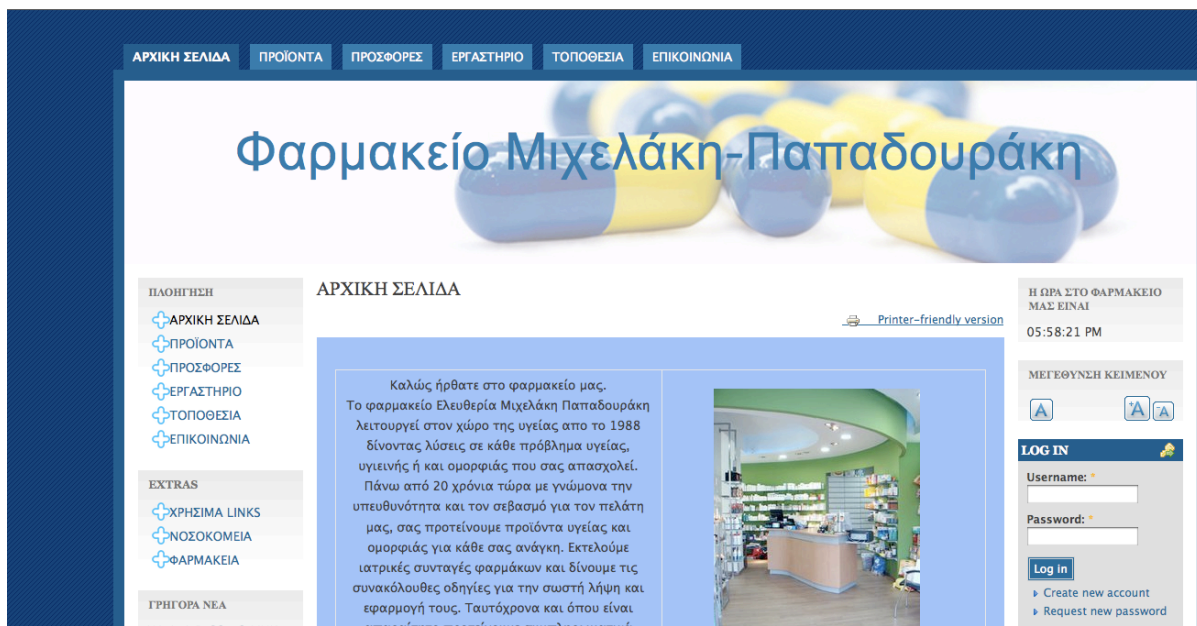 ΑΡΧΙΚΗ ΣΕΛΙΔΑ ΠΡΟΪΟΝΤΑ ΠΡΟΣΦΟΡΕΣ ΕΡΓΑΣΤΗΡΙΟ ΤΟΠΟΘΕΣΙΑ ΕΠΙΚΟΙΝΩΝΙΑ
Φαρμακείο Μιχελάκη-Παπαδουράκη
ΠΛΟΗΓΗΣΗ
ΑΡΧΙΚΗ ΣΕΛΙΔΑ
ΠΡΟΪΟΝΤΑ
ΠΡΟΣΦΟΡΕΣ
ΕΡΓΑΣΤΗΡΙΟ
ΤΟΠΟΘΕΣΙΑ
ΕΠΙΚΟΙΝΩΝΙΑ
EXTRAS
ΧΡΗΣΙΜΑ LINKS
ΝΟΣΟΚΟΜΕΙΑ
ΦΑΡΜΑΚΕΙΑ
ΓΡΗΓΟΡΑ ΝΕΑ
ΑΡΧΙΚΗ ΣΕΛΙΔΑ
Printer-friendly version
Καλώς ήρθατε στο φαρμακείο μας.
Το φαρμακείο Ελευθερία Μιχελάκη Παπαδουράκη
λειτουργεί στον χώρο της υγείας απο το 1988
δίνοντας λύσεις σε κάθε πρόβλημα υγείας,
υγιεινής ή και ομορφιάς που σας απασχολεί.
Πάνω από 20 χρόνια τώρα με γνώμονα την
υπευθυνότητα και τον σεβασμό για τον πελάτη
μας, σας προτείνουμε προϊόντα υγείας και
ομορφιάς για κάθε σας ανάγκη. Εκτελούμε
ιατρικές συνταγές φαρμάκων και δίνουμε τις
συνακόλουθες οδηγίες για την σωστή λήψη και
εφαρμογή τους. Ταυτόχρονα και όπου είναι
Η ΩΡΑ ΣΤΟ ΦΑΡΜΑΚΕΙΟ
ΜΑΣ ΕΙΝΑΙ
05:58:21 PM
ΜΕΓΕΘΥΝΣΗ ΚΕΙΜΕΝΟΥ
A +A -A
LOG IN
Username: *
Password: *
Log in
Create new account
Request new password